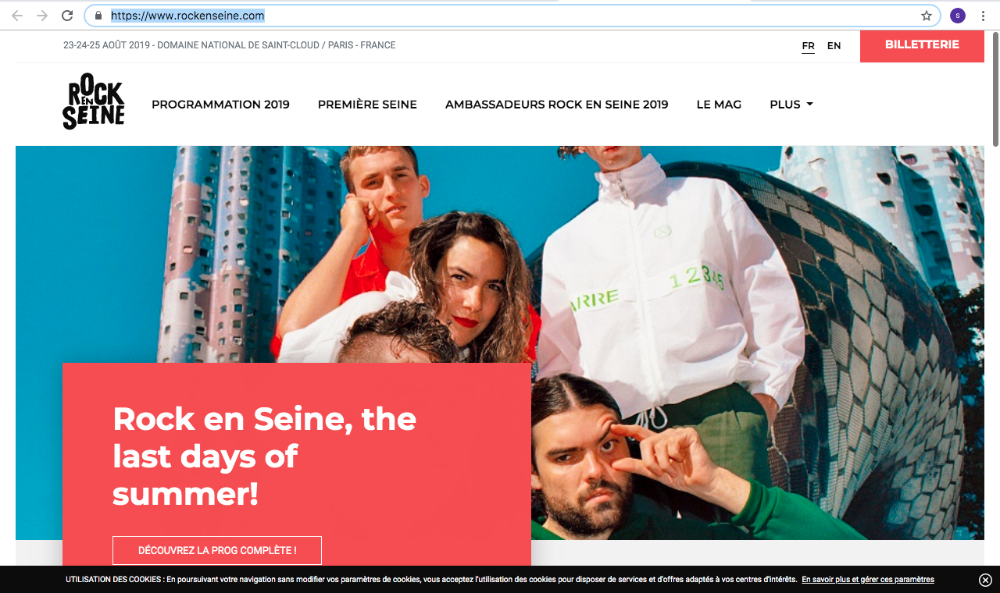 https://www.rockenseine.com
S
23-24-25 AOÛT 2019 - DOMAINE NATIONAL DE SAINT-CLOUD / PARIS - FRANCE
FR EN
BILLETTERIE
ROCK
EN
SEINE
PROGRAMMATION 2019 PREMIÈRE SEINE AMBASSADEURS ROCK EN SEINE 2019 LE MAG PLUS
12345
Rock en Seine, the
last days of
summer!
DÉCOUVREZ LA PROG COMPLÈTE !
UTILISATION DES COOKIES : En poursuivant votre navigation sans modifier vos paramètres de cookies, vous acceptez l'utilisation des cookies pour disposer de services et d'offres adaptés à vos centres d'intérêts. En savoir plus et gérer ces paramètres